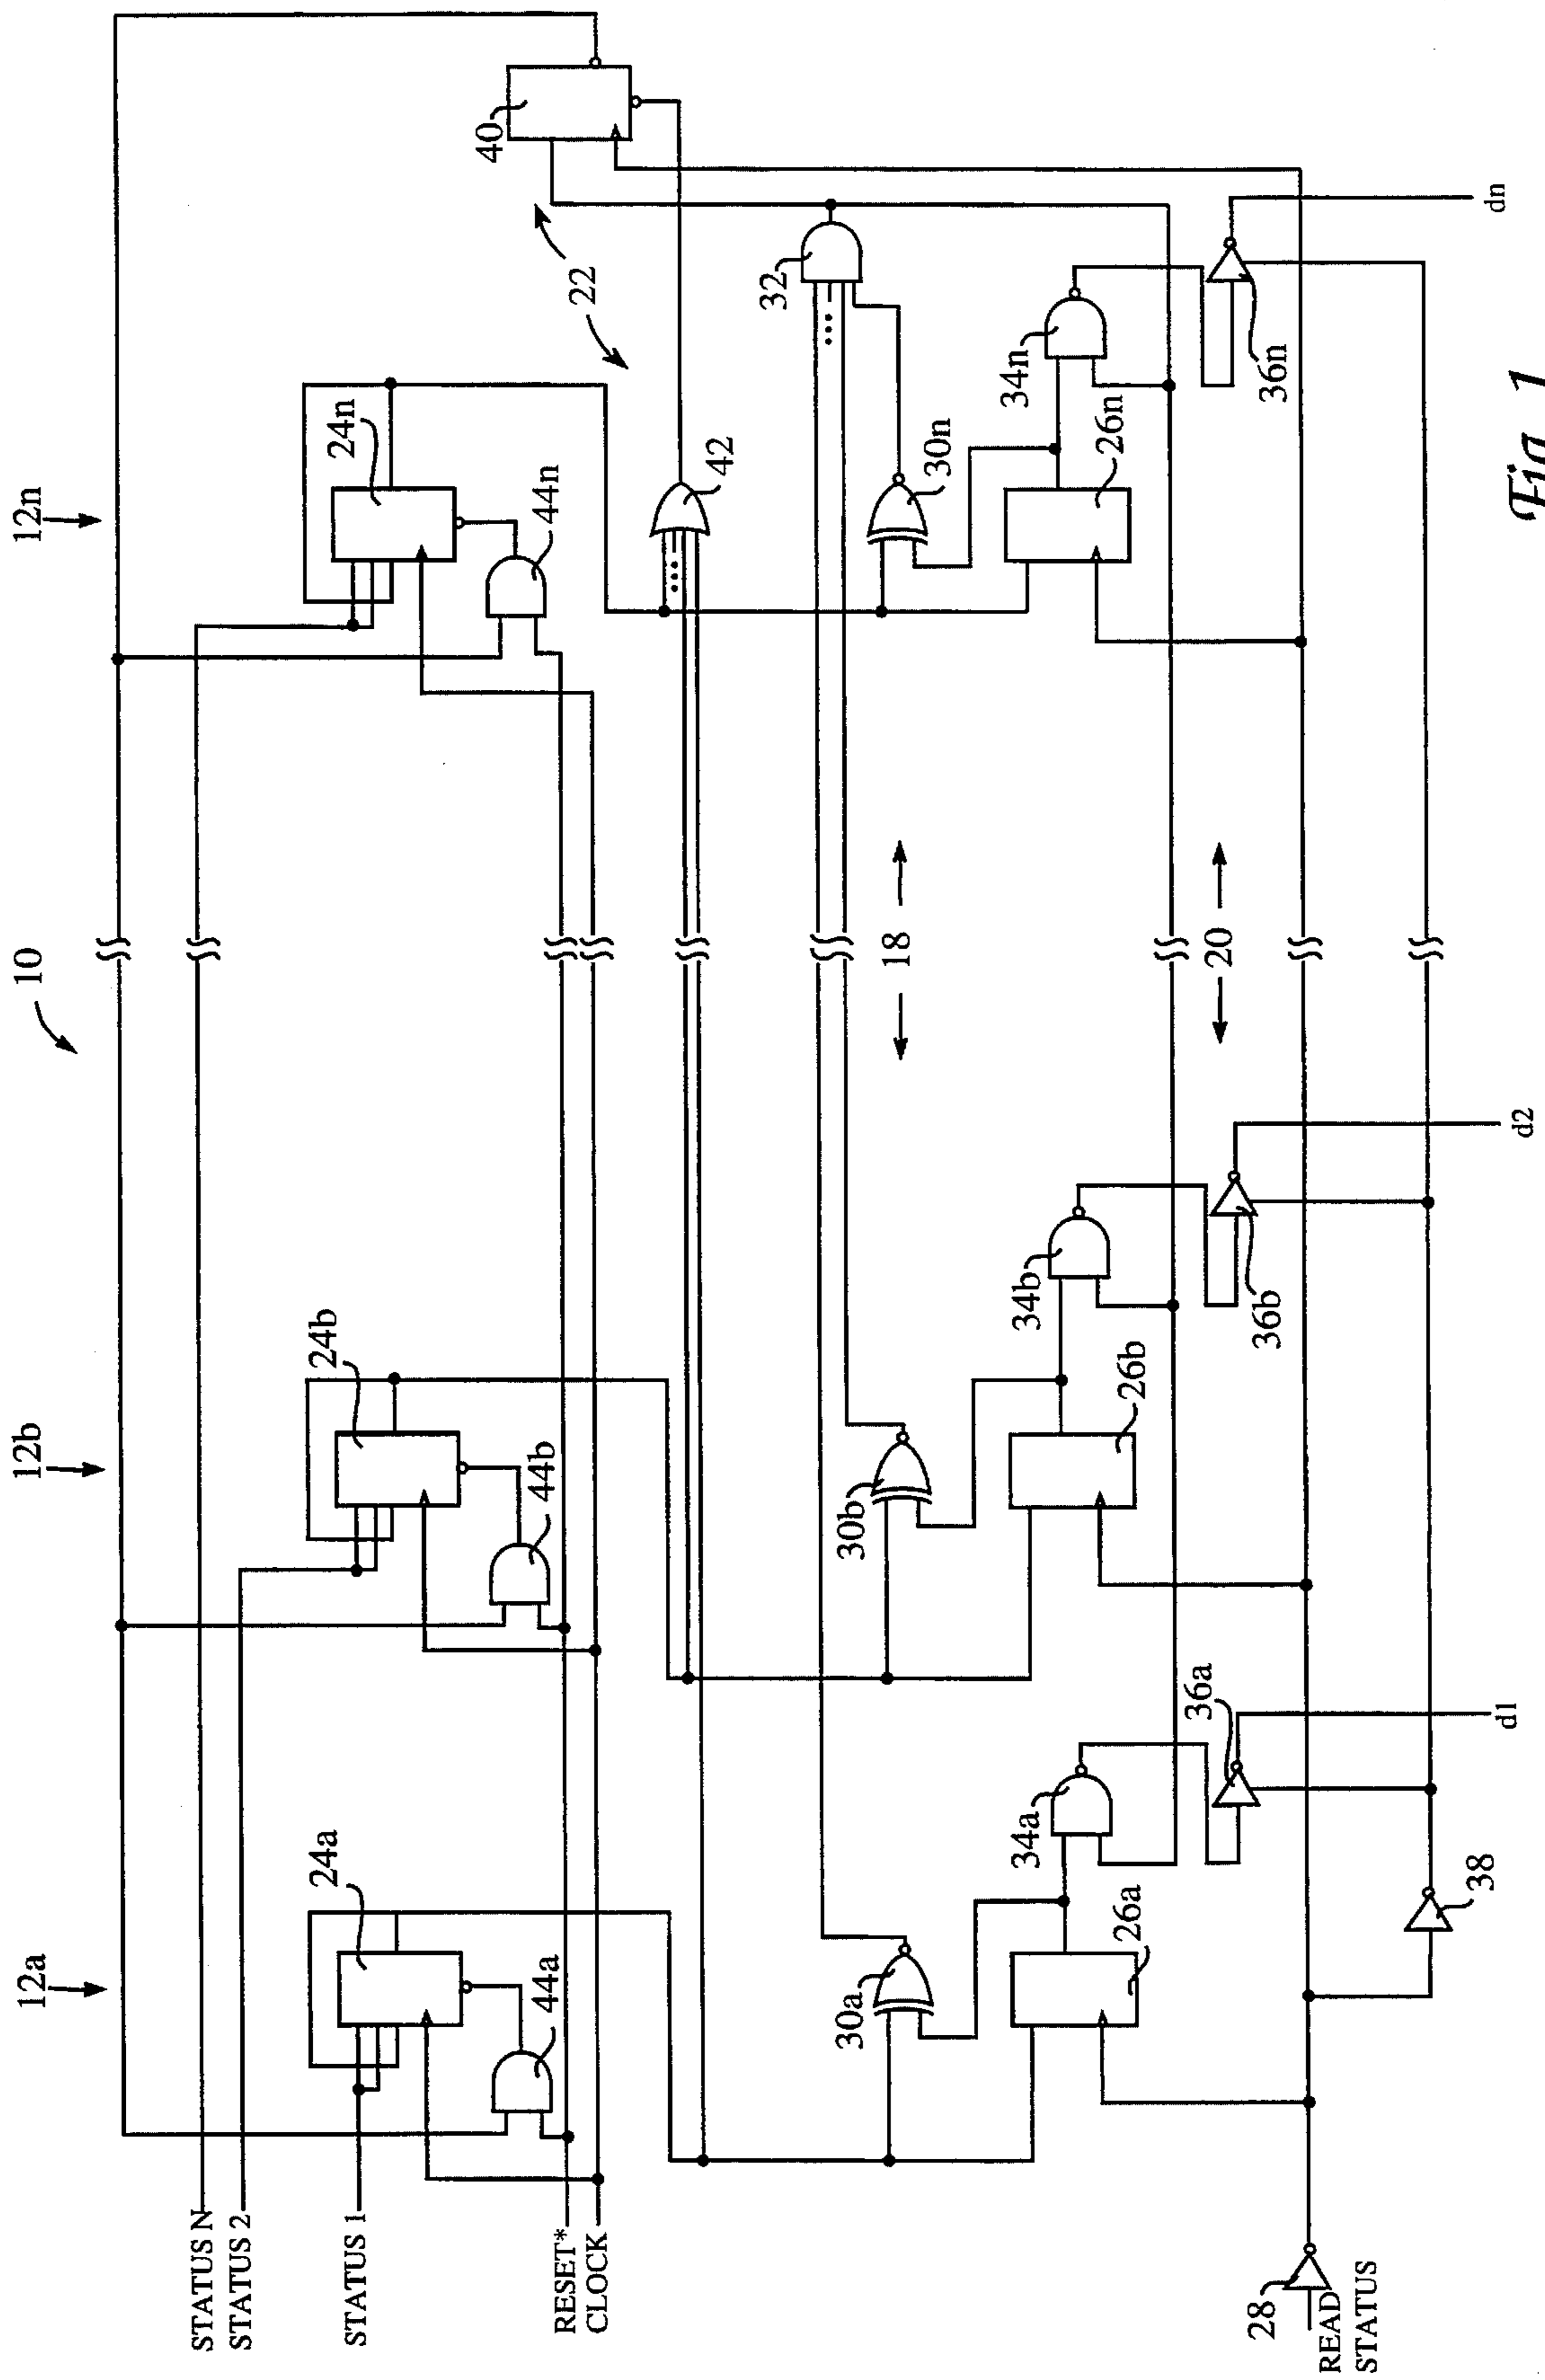 10
12a
12b
12n
STATUS N
STATUS 2
STATUS 1
RESET*
CLOCK
24a
24b
24n
44a
44b
44n
40
22
42
32
30a
30b
30n
18
34a
34b
34n
26a
26b
26n
20
36a
36b
36n
28
READ
STATUS
38
d1
d2
dn
Fig. 1